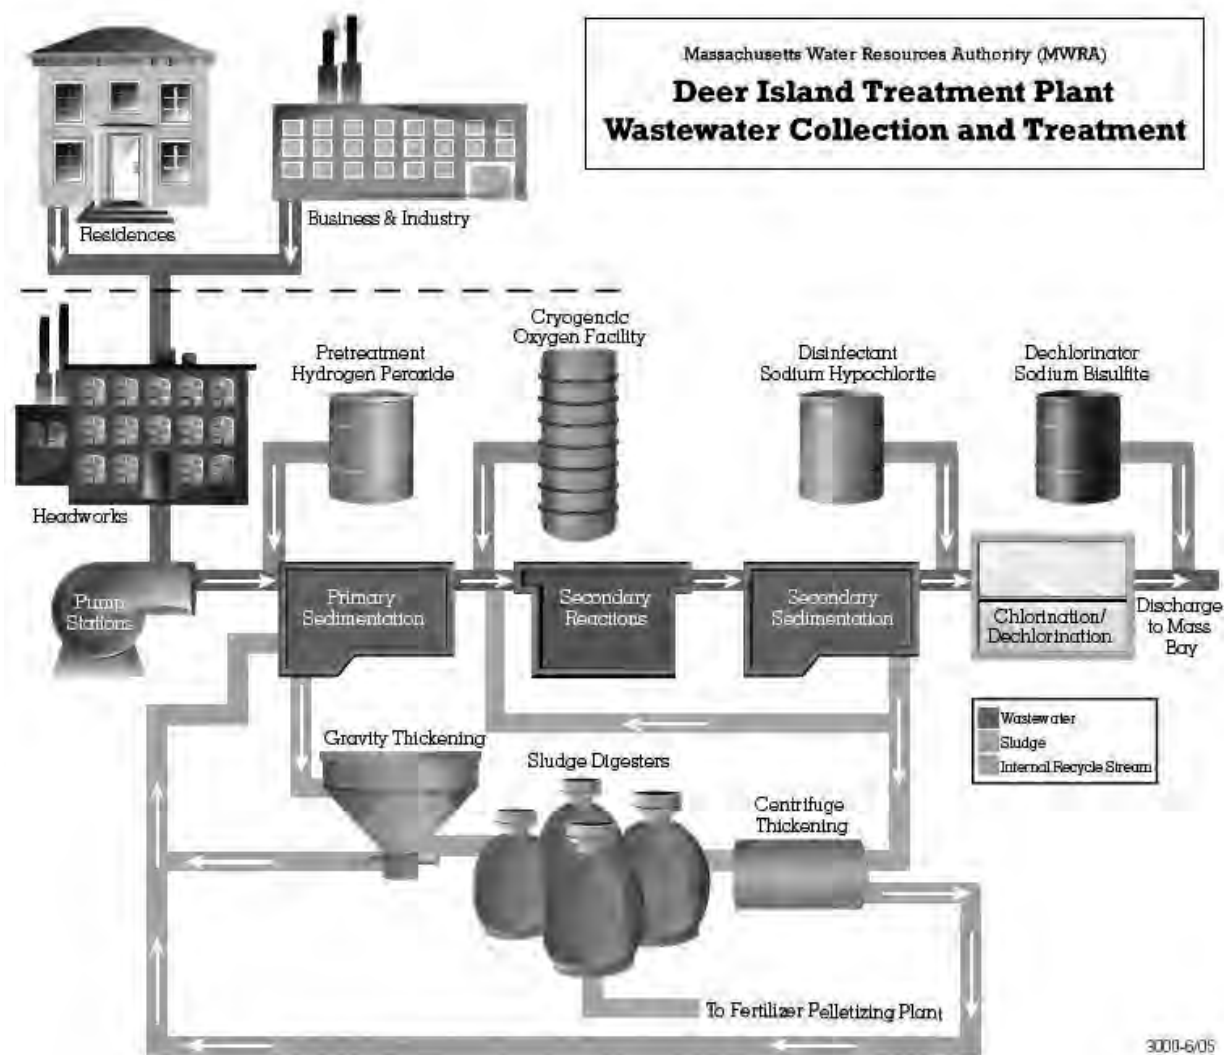 Massachusetts Water Resources Authority (MWRA)
Deer Island Treatment Plant
Wastewater Collection and Treatment
Residences
Business & Industry
Cryogencic
Oxygen Facility
Pretreatment
Hydrogen Peroxide
Disinfectant
Sodium Hypochlorite
Dechlorinator
Sodium Bisulfite
Headworks
Pump
Stations
Primary
Sedimentation
Secondary
Reactions
Secondary
Sedimentation
Chlorination/
Dechlorination
Discharge
to Mass
Bay
Wastewater
Sludge
Internal Recycle Stream
Gravity Thickening
Sludge Digesters
Centrifuge
Thickening
To Fertilizer Pelletizing Plant
3000-6/05